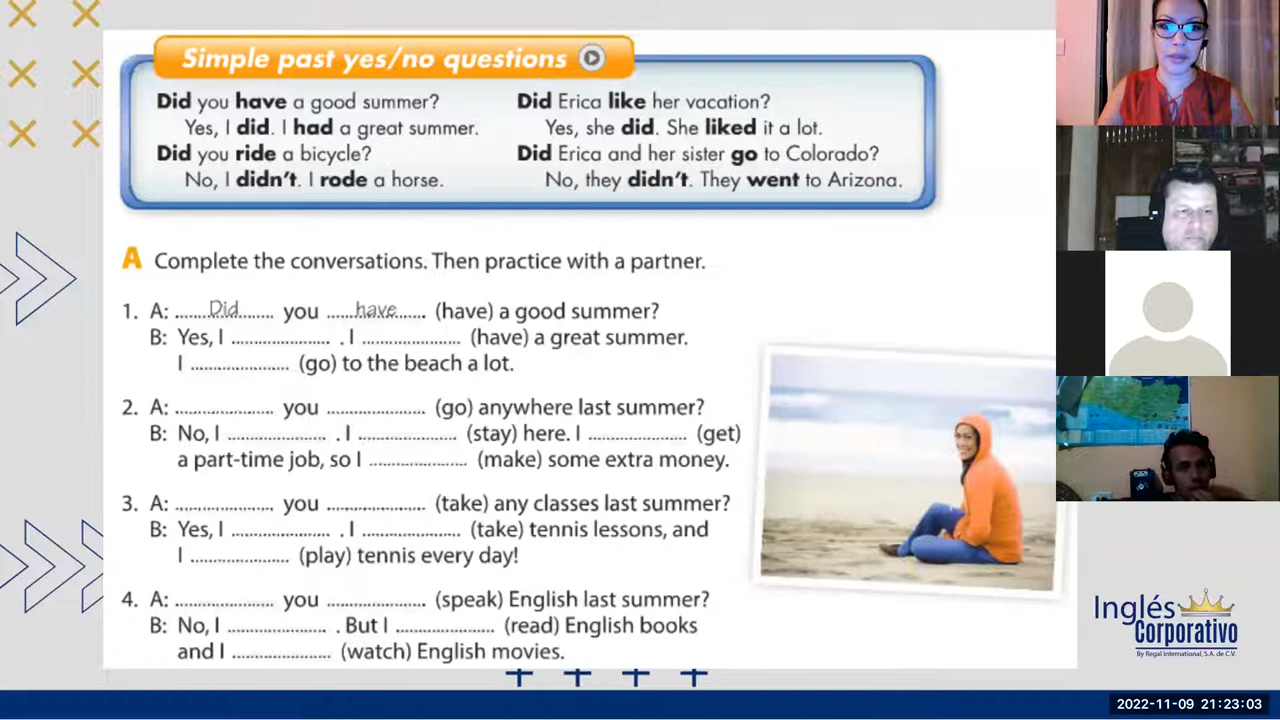 Simple past yes/no questions
Did you have a good summer?
Yes, I did. I had a great summer.
Did you ride a bicycle?
No, I didn't. I rode a horse.
Did Erica like her vacation?
Yes, she did. She liked it a lot.
Did Erica and her sister go to Colorado?
No, they didn't. They went to Arizona.
A Complete the conversations. Then practice with a partner.
1. A: ..........Did.......... you ..........have.......... (have) a good summer?
B: Yes, I .................... . I .................... (have) a great summer.
I .................... (go) to the beach a lot.
2. A: .................... you .................... (go) anywhere last summer?
B: No, I .................... . I .................... (stay) here. I .................... (get)
a part-time job, so I .................... (make) some extra money.
3. A: .................... you .................... (take) any classes last summer?
B: Yes, I .................... . I .................... (take) tennis lessons, and
I .................... (play) tennis every day!
4. A: .................... you .................... (speak) English last summer?
B: No, I .................... . But I .................... (read) English books
and I .................... (watch) English movies.
Inglés
Corporativo
By Regal International, S.A. de C.V.
2022-11-09 21:23:03